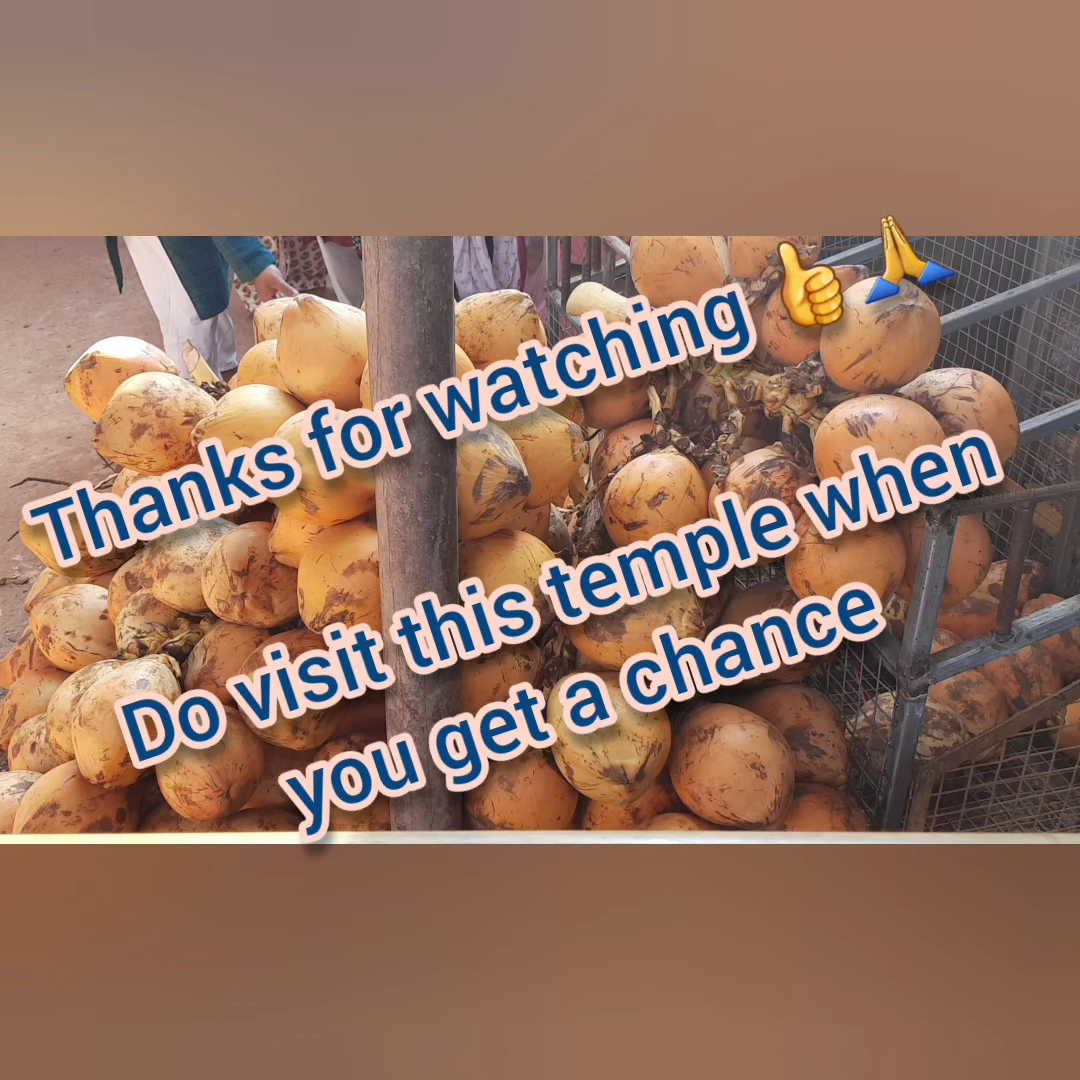 Thanks for watching 👍 🙏
Do visit this temple when
you get a chance